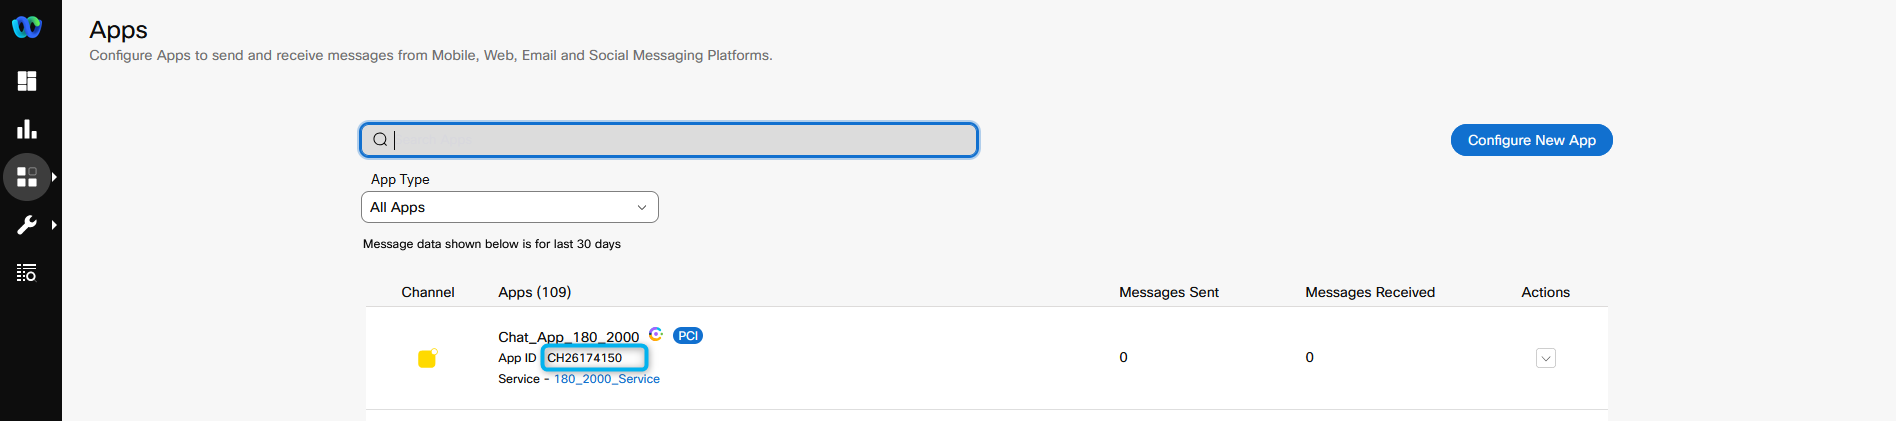 Apps
Configure Apps to send and receive messages from Mobile, Web, Email and Social Messaging Platforms.
Configure New App
App Type
All Apps
Message data shown below is for last 30 days
Channel Apps (109) Messages Sent Messages Received Actions
Chat_App_180_2000 PCI
App ID CH26174150 0 0
Service - 180_2000_Service